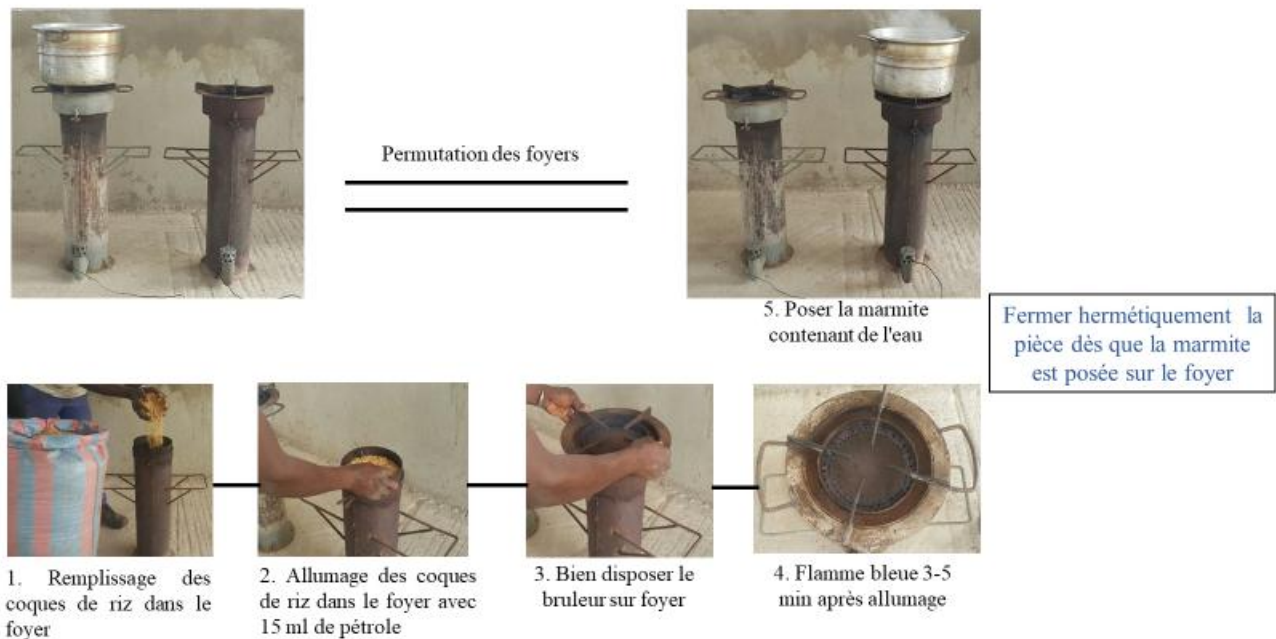 Permutation des foyers
5. Poser la marmite
contenant de l'eau
Fermer hermétiquement la
pièce dès que la marmite
est posée sur le foyer
1. Remplissage des
coques de riz dans le
foyer
2. Allumage des coques
de riz dans le foyer avec
15 ml de pétrole
3. Bien disposer le
bruleur sur foyer
4. Flamme bleue 3-5
min après allumage